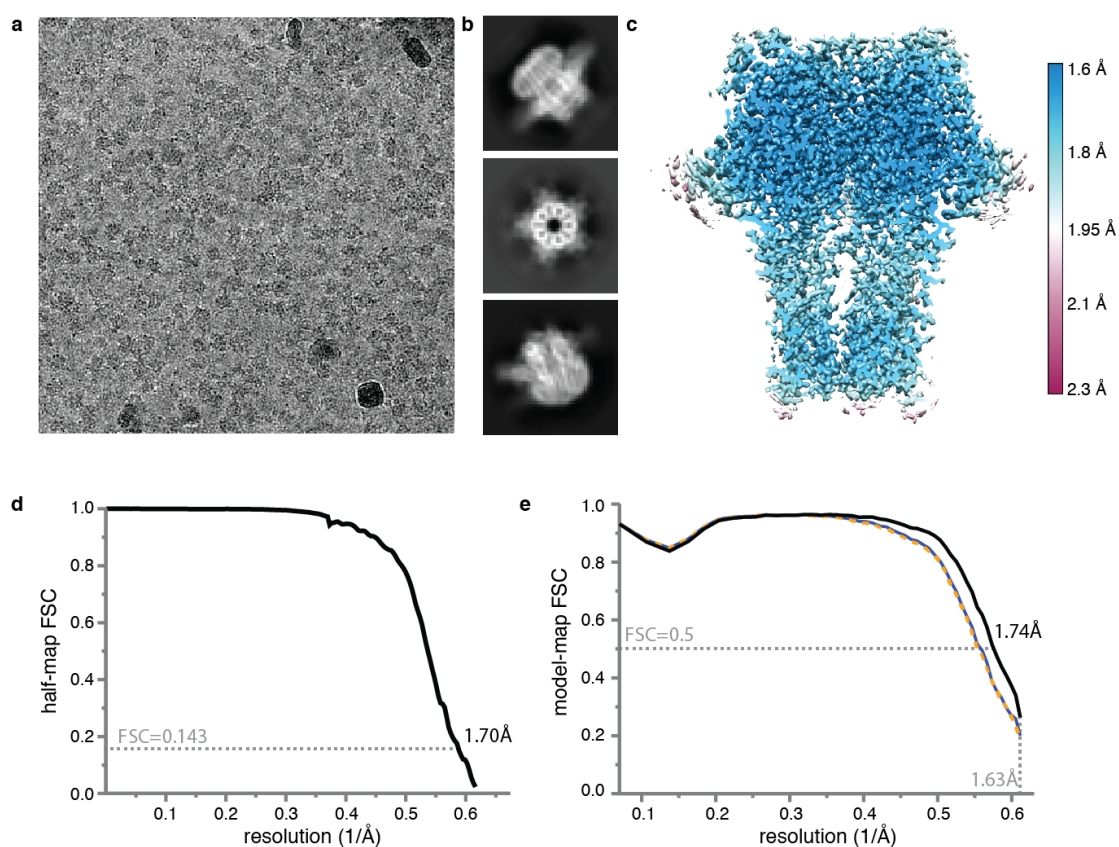 a
b
c
1.6 Å
1.8 Å
1.95 Å
2.1 Å
2.3 Å
d
half-map FSC
1.0
0.8
0.6
0.4
0.2
0.0
FSC=0.143
1.70Å
0.1 0.2 0.3 0.4 0.5 0.6
resolution (1/Å)
e
model-map FSC
1.0
0.8
0.6
0.4
0.2
0.0
FSC=0.5
1.74Å
1.63Å
0.1 0.2 0.3 0.4 0.5 0.6
resolution (1/Å)